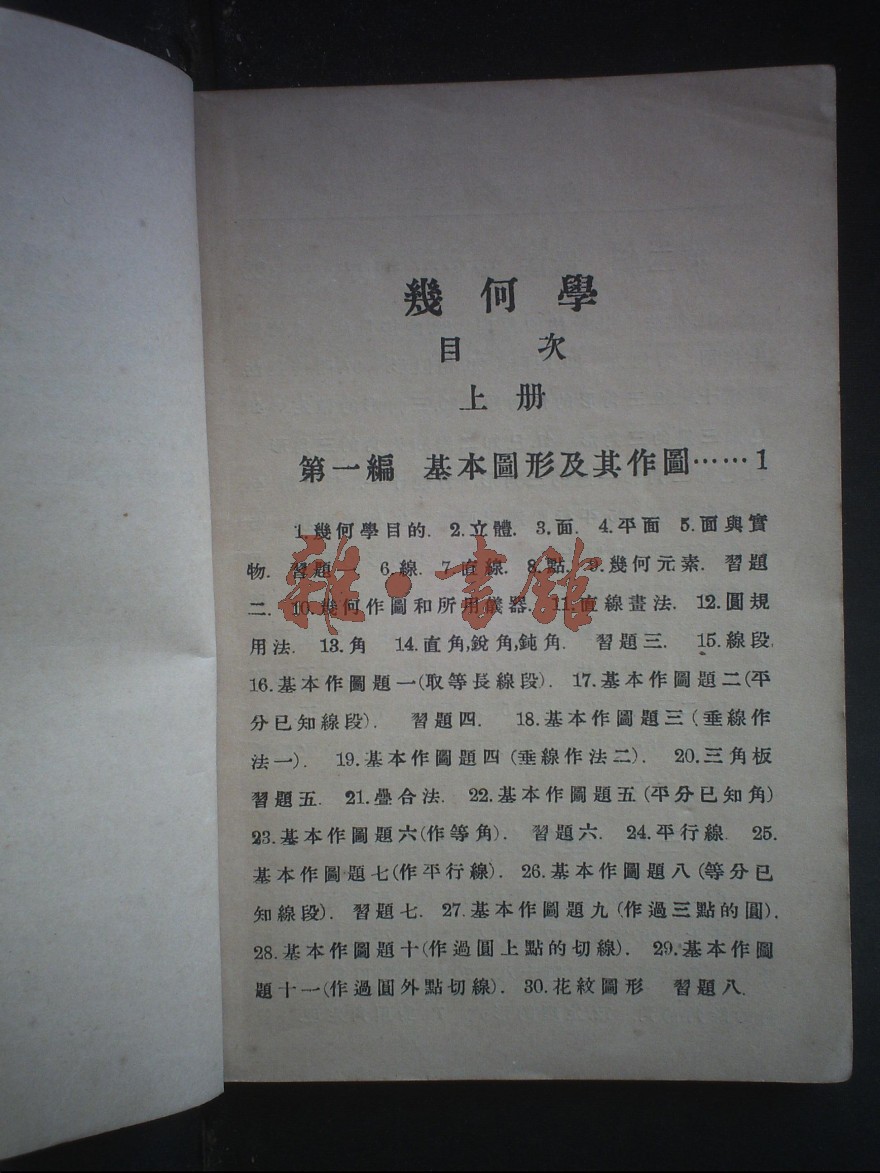 幾何學
目次
上册
第一編 基本圖形及其作圖……1
1.幾何學目的. 2.立體. 3.面. 4.平面 5.面與實
物. 習題一 6.線. 7.直線. 8.點. 9.幾何元素. 習題
二. 10.幾何作圖和所用儀器. 11.直線畫法. 12.圓規
用法. 13.角 14.直角,銳角,鈍角. 習題三. 15.線段.
16.基本作圖題一(取等長線段). 17.基本作圖題二(平
分已知線段). 習題四. 18.基本作圖題三(垂線作
法一). 19.基本作圖題四(垂線作法二). 20.三角板
習題五. 21.疊合法. 22.基本作圖題五(平分已知角)
23.基本作圖題六(作等角). 習題六. 24.平行線. 25.
基本作圖題七(作平行線). 26.基本作圖題八(等分已
知線段). 習題七. 27.基本作圖題九(作過三點的圓).
28.基本作圖題十(作過圓上點的切線). 29.基本作圖
題十一(作過圓外點切線). 30.花紋圖形 習題八.
雜·書館